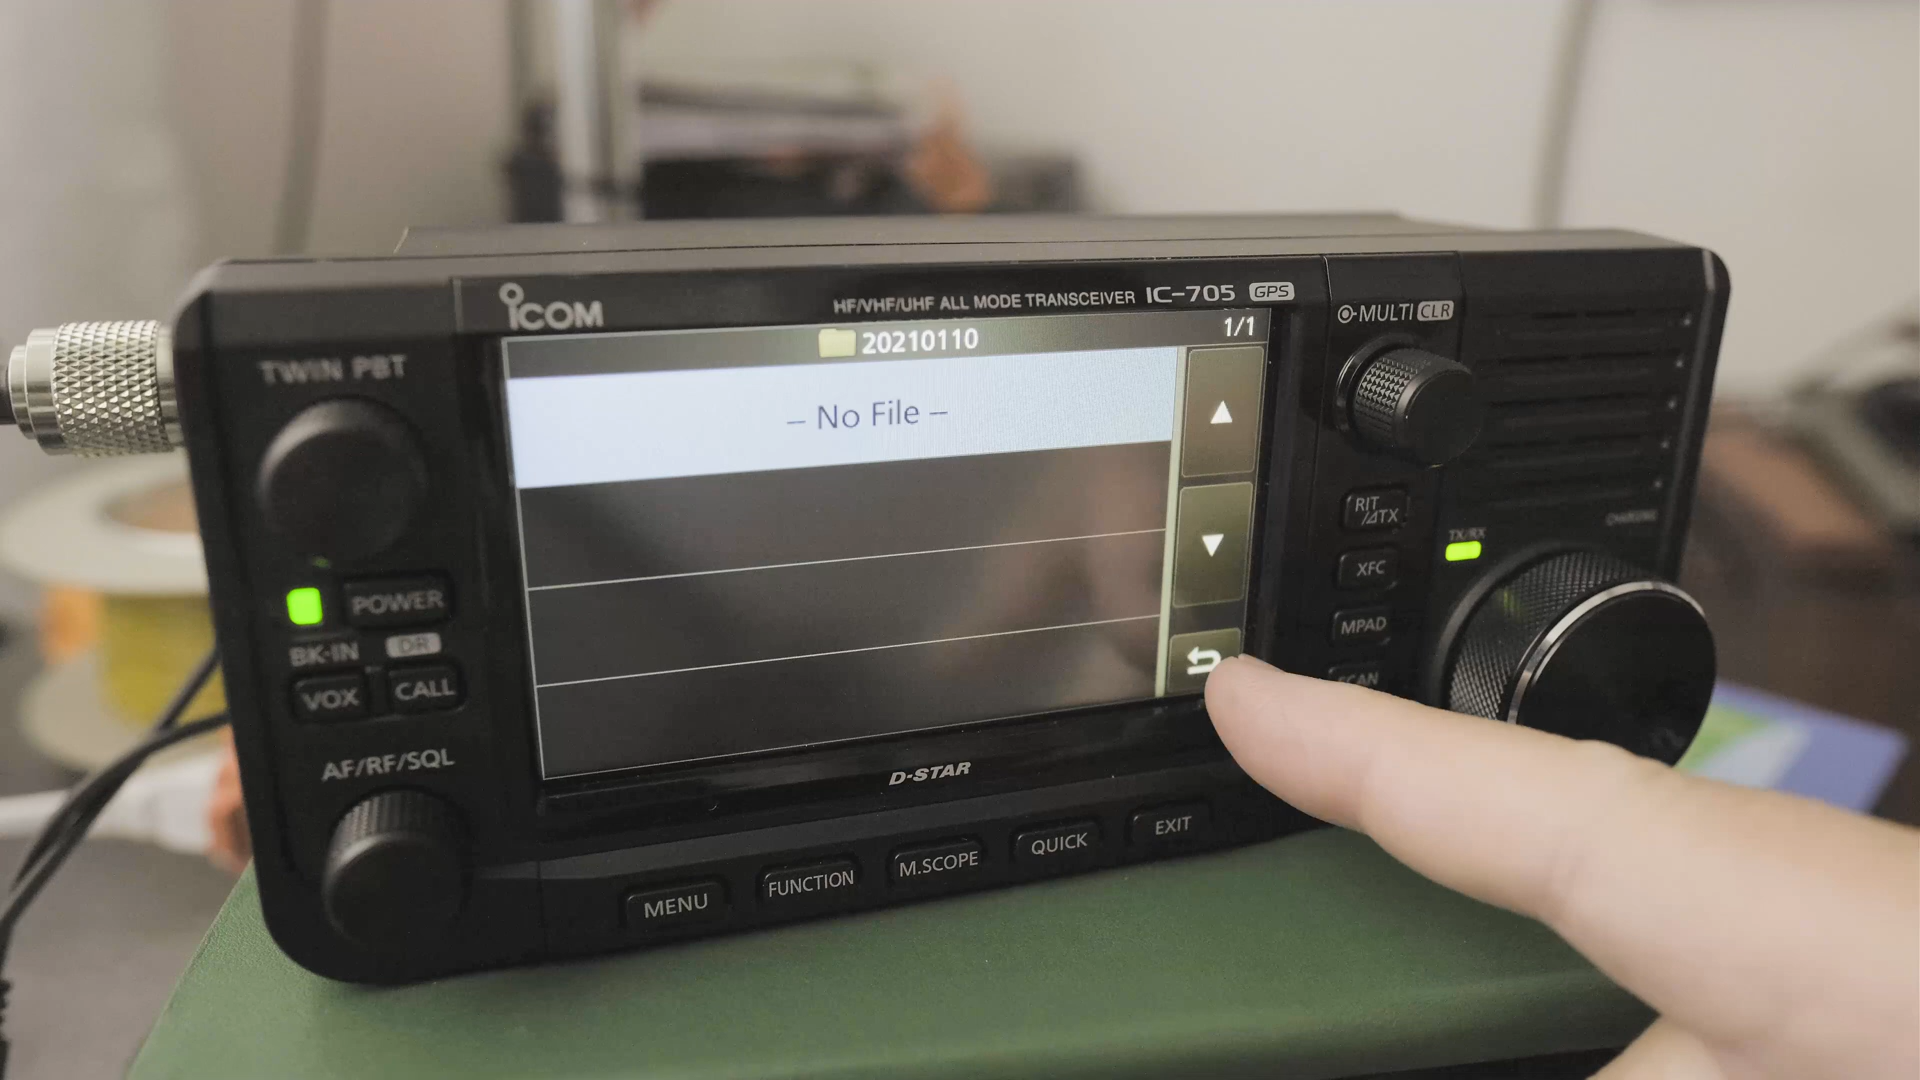 ICOM
HF/VHF/UHF ALL MODE TRANSCEIVER IC-705 GPS
MULTI CLR
TWIN PBT
20210110
1/1
-- No File --
RIT
/⊿TX
XFC
MPAD
SCAN
CHARGING
TX/RX
POWER
BK-IN DR
VOX CALL
AF/RF/SQL
D-STAR
MENU FUNCTION M.SCOPE QUICK EXIT